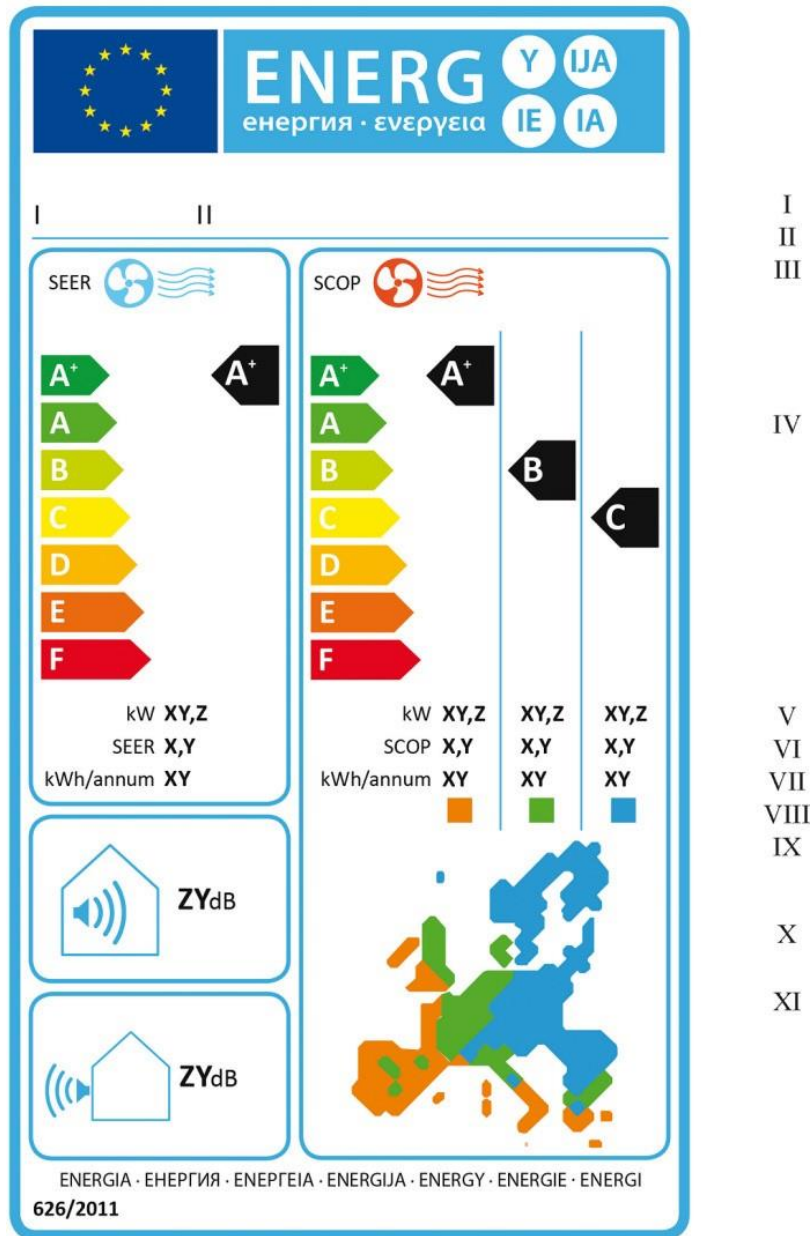 ENERG Y IJA
енергия · ενεργεια IE IA
I II
SEER
A+ A+
A
B
C
D
E
F
kW XY,Z
SEER X,Y
kWh/annum XY
SCOP
A+ A+
A
B B
C C
D
E
F
kW XY,Z XY,Z XY,Z
SCOP X,Y X,Y X,Y
kWh/annum XY XY XY
ZYdB
ZYdB
ENERGIA · ЕНЕРГИЯ · ΕΝΕΡΓΕΙΑ · ENERGIJA · ENERGY · ENERGIE · ENERGI
626/2011
I
II
III
IV
V
VI
VII
VIII
IX
X
XI